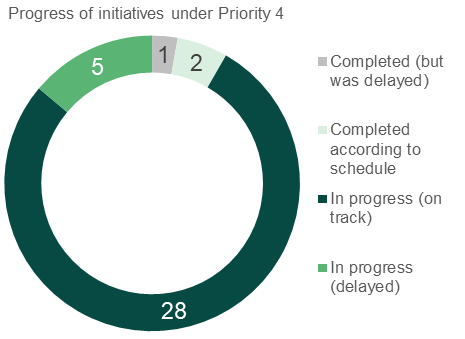 Progress of initiatives under Priority 4
1
2
5
28
Completed (but
was delayed)
Completed
according to
schedule
In progress (on
track)
In progress
(delayed)